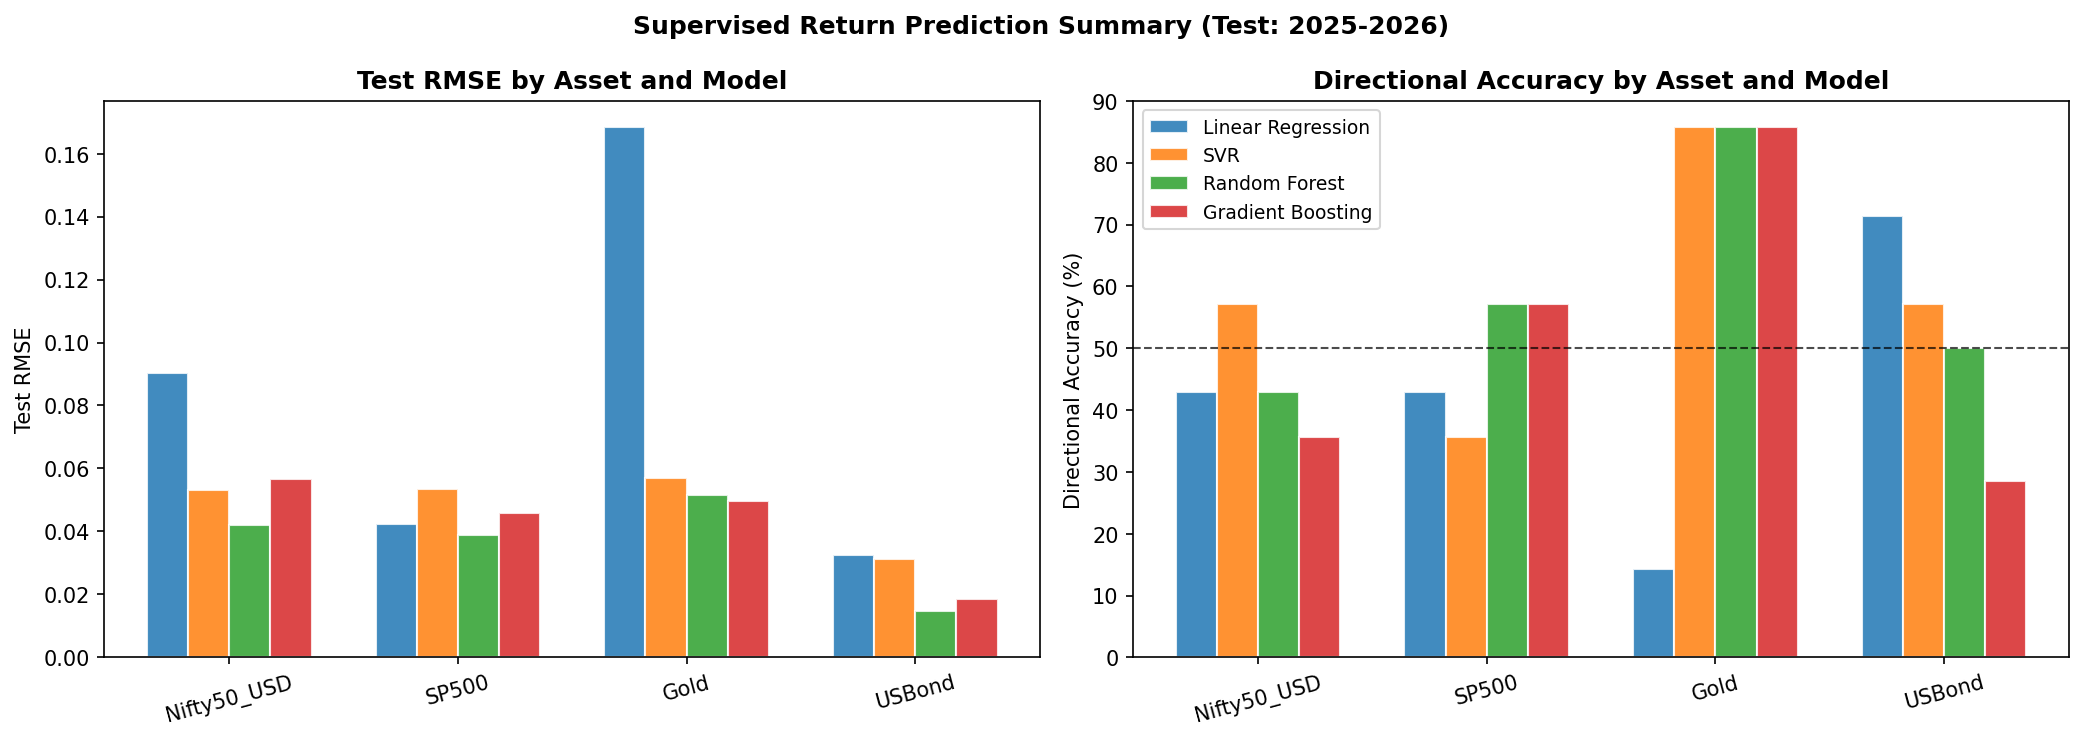 Supervised Return Prediction Summary (Test: 2025-2026)
Test RMSE by Asset and Model
Test RMSE
0.16
0.14
0.12
0.10
0.08
0.06
0.04
0.02
0.00
Nifty50_USD
SP500
Gold
USBond
Directional Accuracy by Asset and Model
Directional Accuracy (%)
90
80
70
60
50
40
30
20
10
0
Linear Regression
SVR
Random Forest
Gradient Boosting
Nifty50_USD
SP500
Gold
USBond